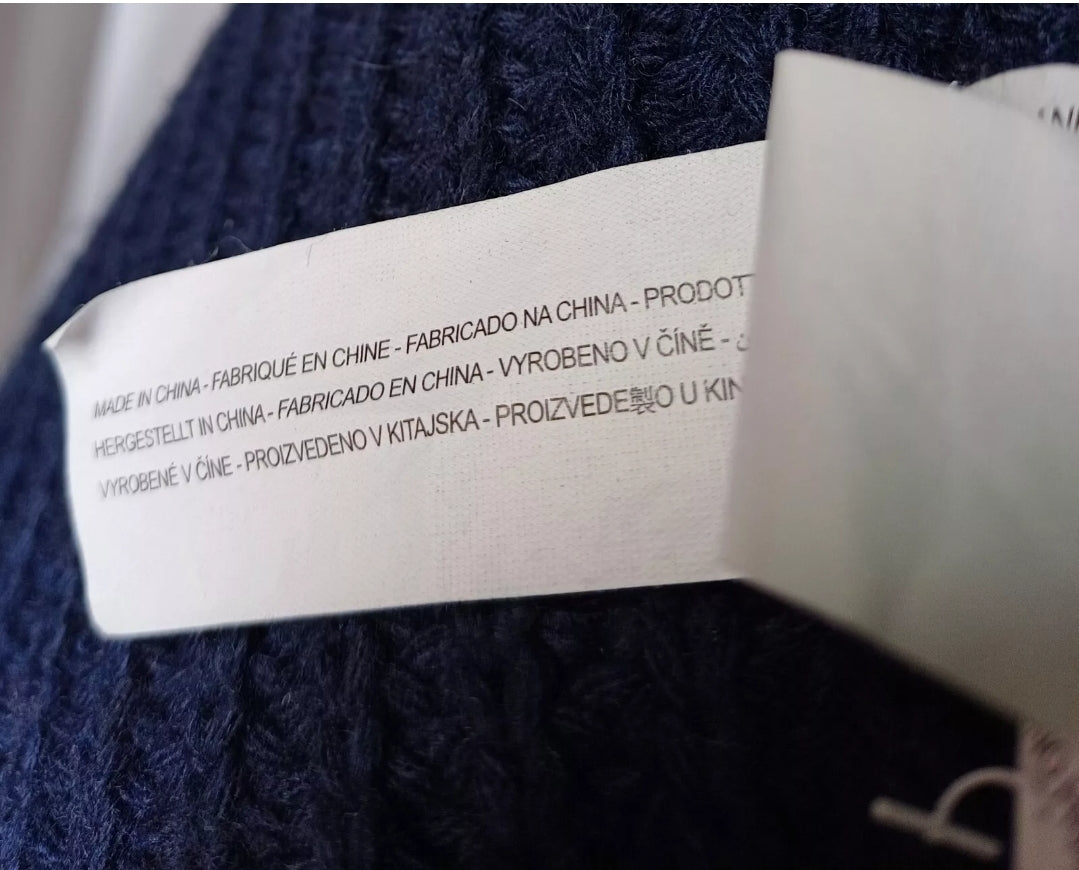 MADE IN CHINA - FABRIQUÉ EN CHINE - FABRICADO NA CHINA - PRODOT
HERGESTELLT IN CHINA - FABRICADO EN CHINA - VYROBENO V ČÍNĚ -
VYROBENÉ V ČÍNE - PROIZVEDENO V KITAJSKA - PROIZVEDE製O U KIN